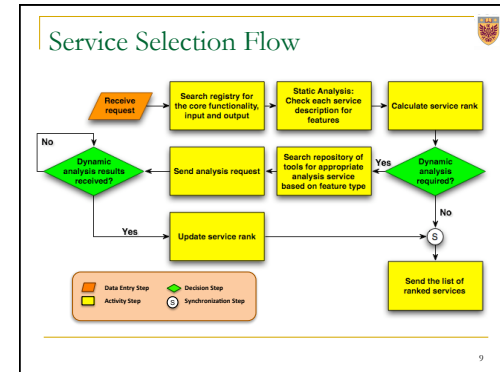 Service Selection Flow
Receive
request
Search registry for
the core functionality,
input and output
Static Analysis:
Check each service
description for
features
Calculate service rank
No
Dynamic
analysis results
received?
Send analysis request
Search repository of
tools for appropriate
analysis service
based on feature type
Yes
Dynamic
analysis
required?
No
Yes
Update service rank
S
Send the list of
ranked services
Data Entry Step
Decision Step
Activity Step
S
Synchronization Step
9